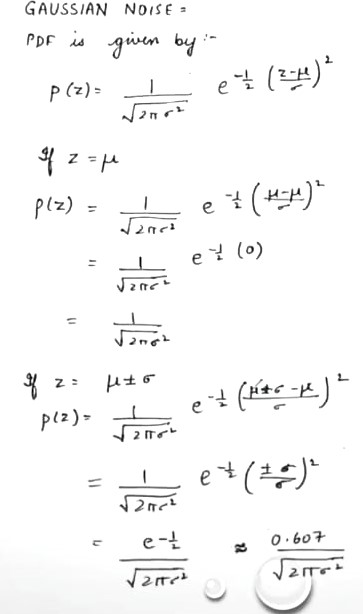 GAUSSIAN NOISE =
PDF is given by :-
p(z) = 1/√(2πσ²) e^(-1/2 ((z-μ)/σ)²)
If z = μ
p(z) = 1/√(2πσ²) e^(-1/2 ((μ-μ)/σ)²)
= 1/√(2πσ²) e^(-1/2 (0))
= 1/√(2πσ²)
If z = μ ± σ
p(z) = 1/√(2πσ²) e^(-1/2 ((μ±σ-μ)/σ)²)
= 1/√(2πσ²) e^(-1/2 (±σ/σ)²)
= e^(-1/2)/√(2πσ²) ≈ 0.607/√(2πσ²)